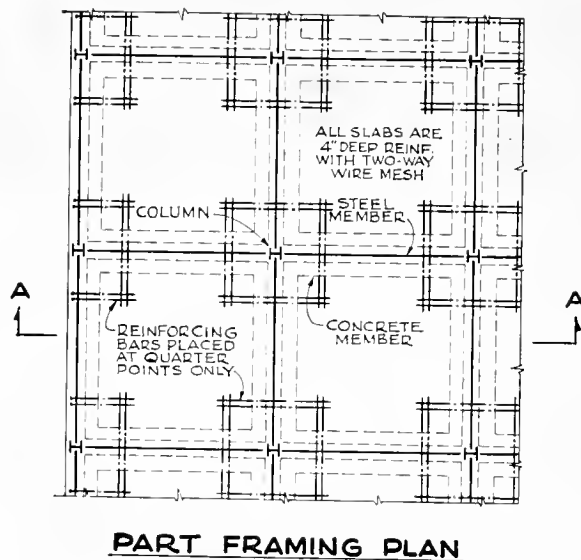 ALL SLABS ARE
4" DEEP REINF.
WITH TWO-WAY
WIRE MESH
COLUMN
STEEL
MEMBER
A
A
REINFORCING
BARS PLACED
AT QUARTER
POINTS ONLY
CONCRETE
MEMBER
PART FRAMING PLAN